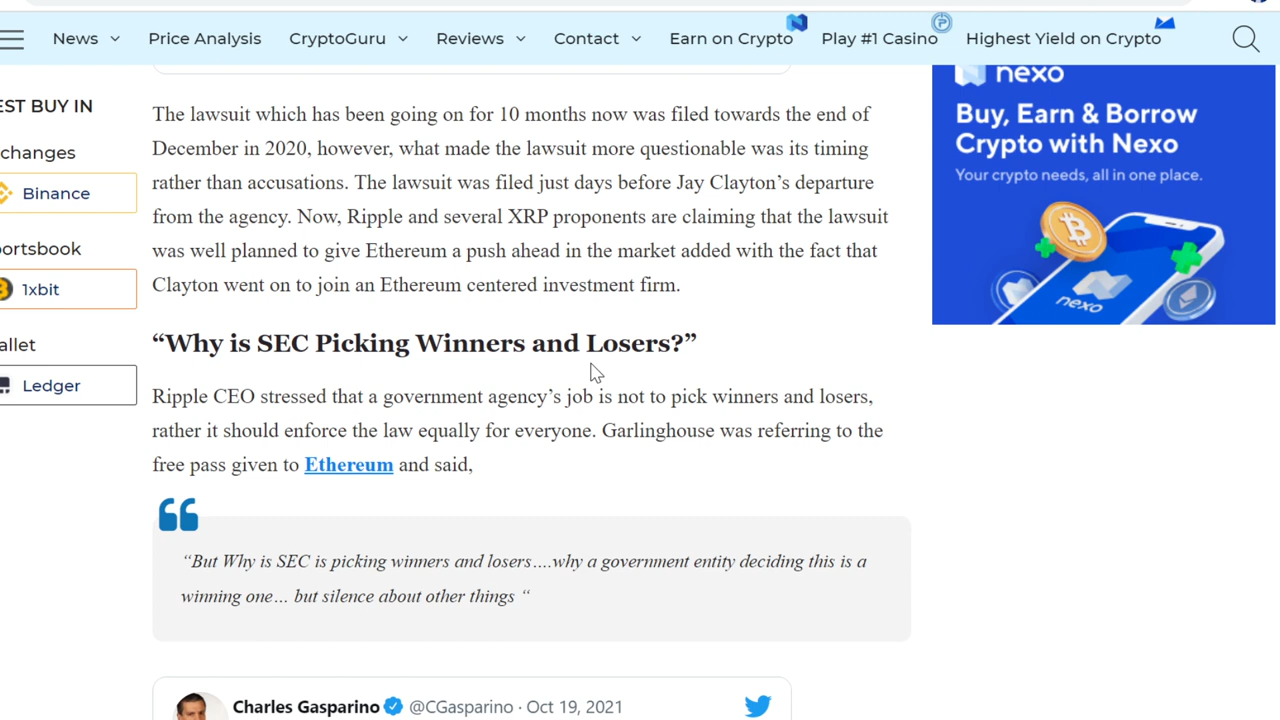 News
Price Analysis
CryptoGuru
Reviews
Contact
Earn on Crypto
Play #1 Casino
Highest Yield on Crypto
EST BUY IN
changes
Binance
ortsbook
1xbit
allet
Ledger
The lawsuit which has been going on for 10 months now was filed towards the end of
December in 2020, however, what made the lawsuit more questionable was its timing
rather than accusations. The lawsuit was filed just days before Jay Clayton’s departure
from the agency. Now, Ripple and several XRP proponents are claiming that the lawsuit
was well planned to give Ethereum a push ahead in the market added with the fact that
Clayton went on to join an Ethereum centered investment firm.
“Why is SEC Picking Winners and Losers?”
Ripple CEO stressed that a government agency’s job is not to pick winners and losers,
rather it should enforce the law equally for everyone. Garlinghouse was referring to the
free pass given to Ethereum and said,
“But Why is SEC is picking winners and losers….why a government entity deciding this is a
winning one… but silence about other things “
Charles Gasparino @CGasparino · Oct 19, 2021
nexo
Buy, Earn & Borrow
Crypto with Nexo
Your crypto needs, all in one place.
nexo